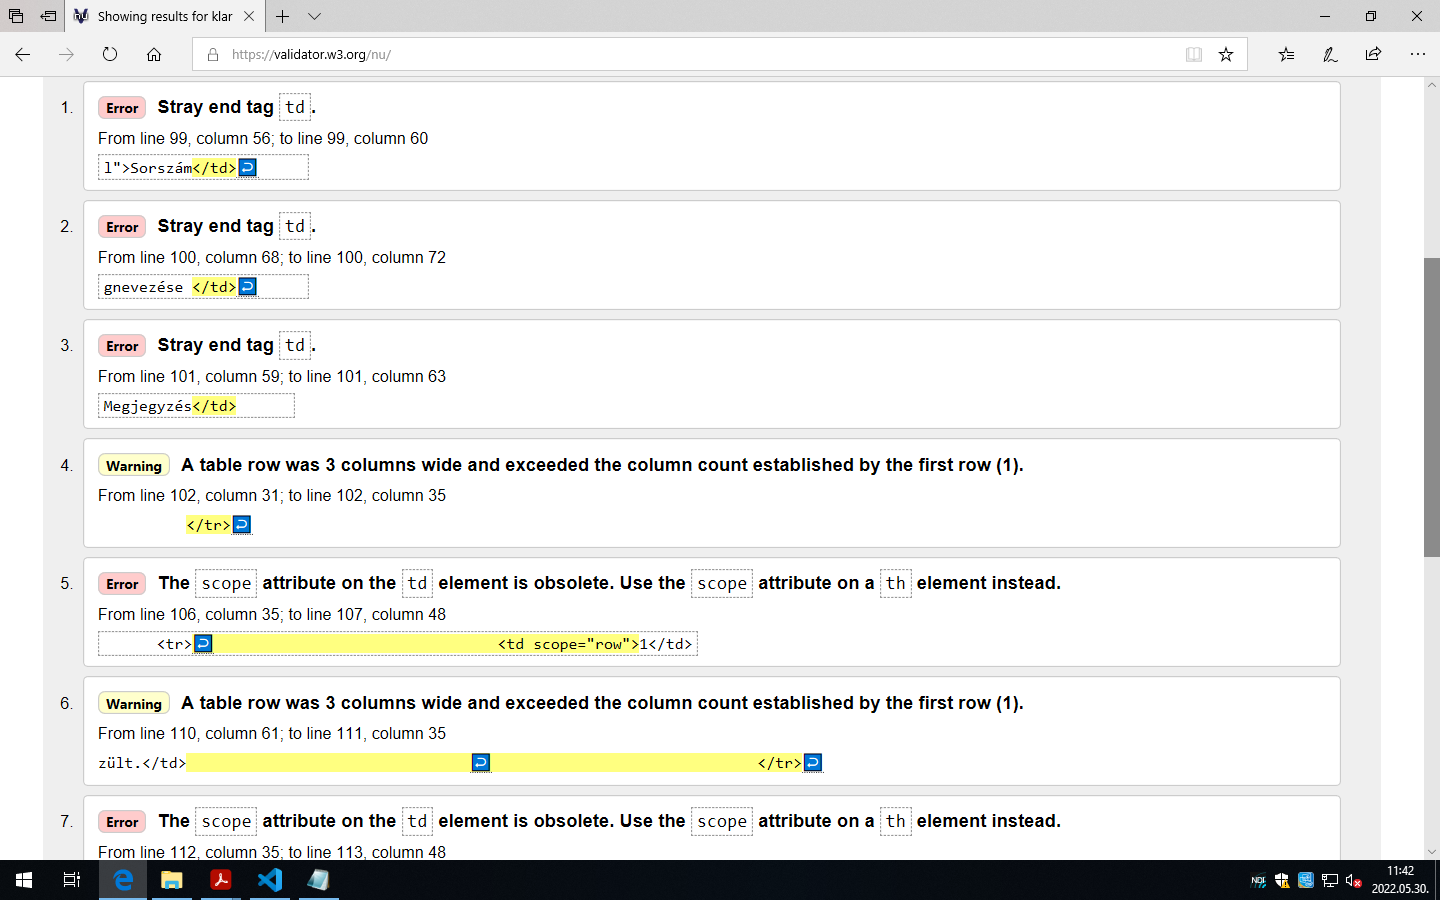 Showing results for klar
https://validator.w3.org/nu/
1. Error Stray end tag td.
From line 99, column 56; to line 99, column 60
l">Sorszám</td>
2. Error Stray end tag td.
From line 100, column 68; to line 100, column 72
gnevezése </td>
3. Error Stray end tag td.
From line 101, column 59; to line 101, column 63
Megjegyzés</td>
4. Warning A table row was 3 columns wide and exceeded the column count established by the first row (1).
From line 102, column 31; to line 102, column 35
</tr>
5. Error The scope attribute on the td element is obsolete. Use the scope attribute on a th element instead.
From line 106, column 35; to line 107, column 48
<tr> <td scope="row">1</td>
6. Warning A table row was 3 columns wide and exceeded the column count established by the first row (1).
From line 110, column 61; to line 111, column 35
zült.</td> </tr>
7. Error The scope attribute on the td element is obsolete. Use the scope attribute on a th element instead.
From line 112, column 35; to line 113, column 48
11:42
2022.05.30.